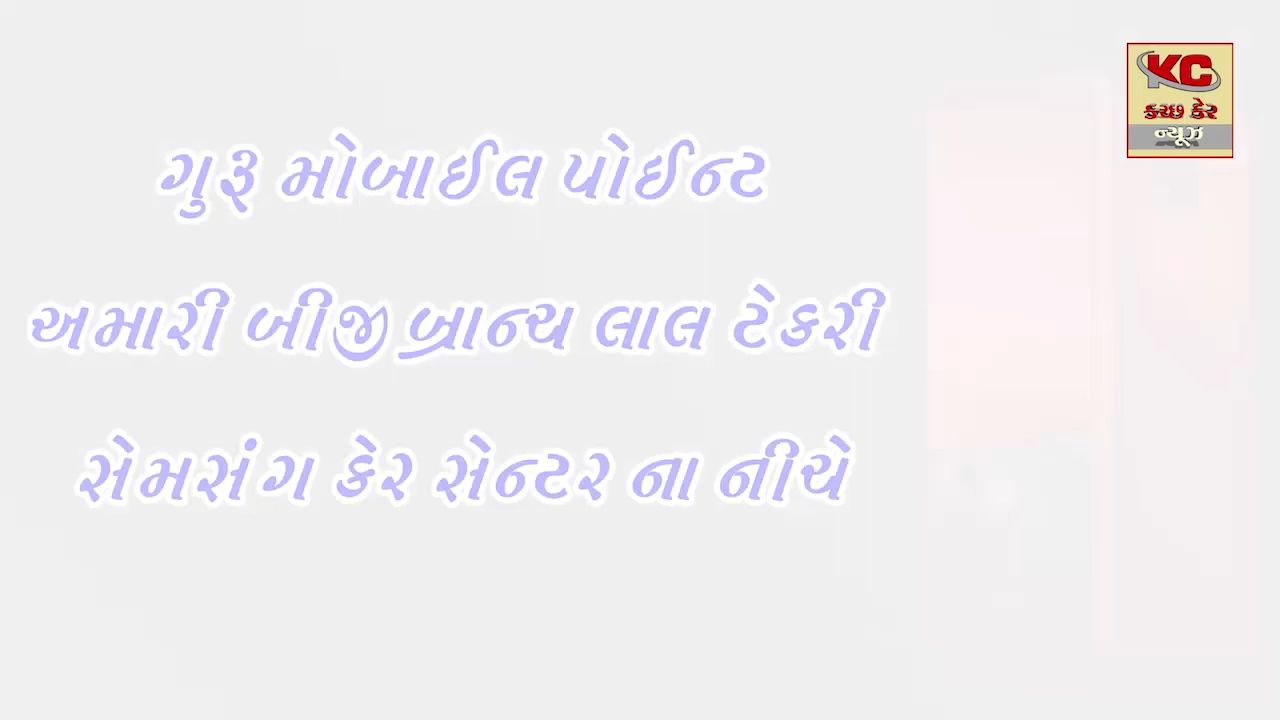 KC
કચ્છ કેર
ન્યૂઝ
ગુરૂ મોબાઈલ પોઈન્ટ
અમારી બીજી બ્રાન્ચ લાલ ટેકરી
સેમસંગ કેર સેન્ટર ના નીચે